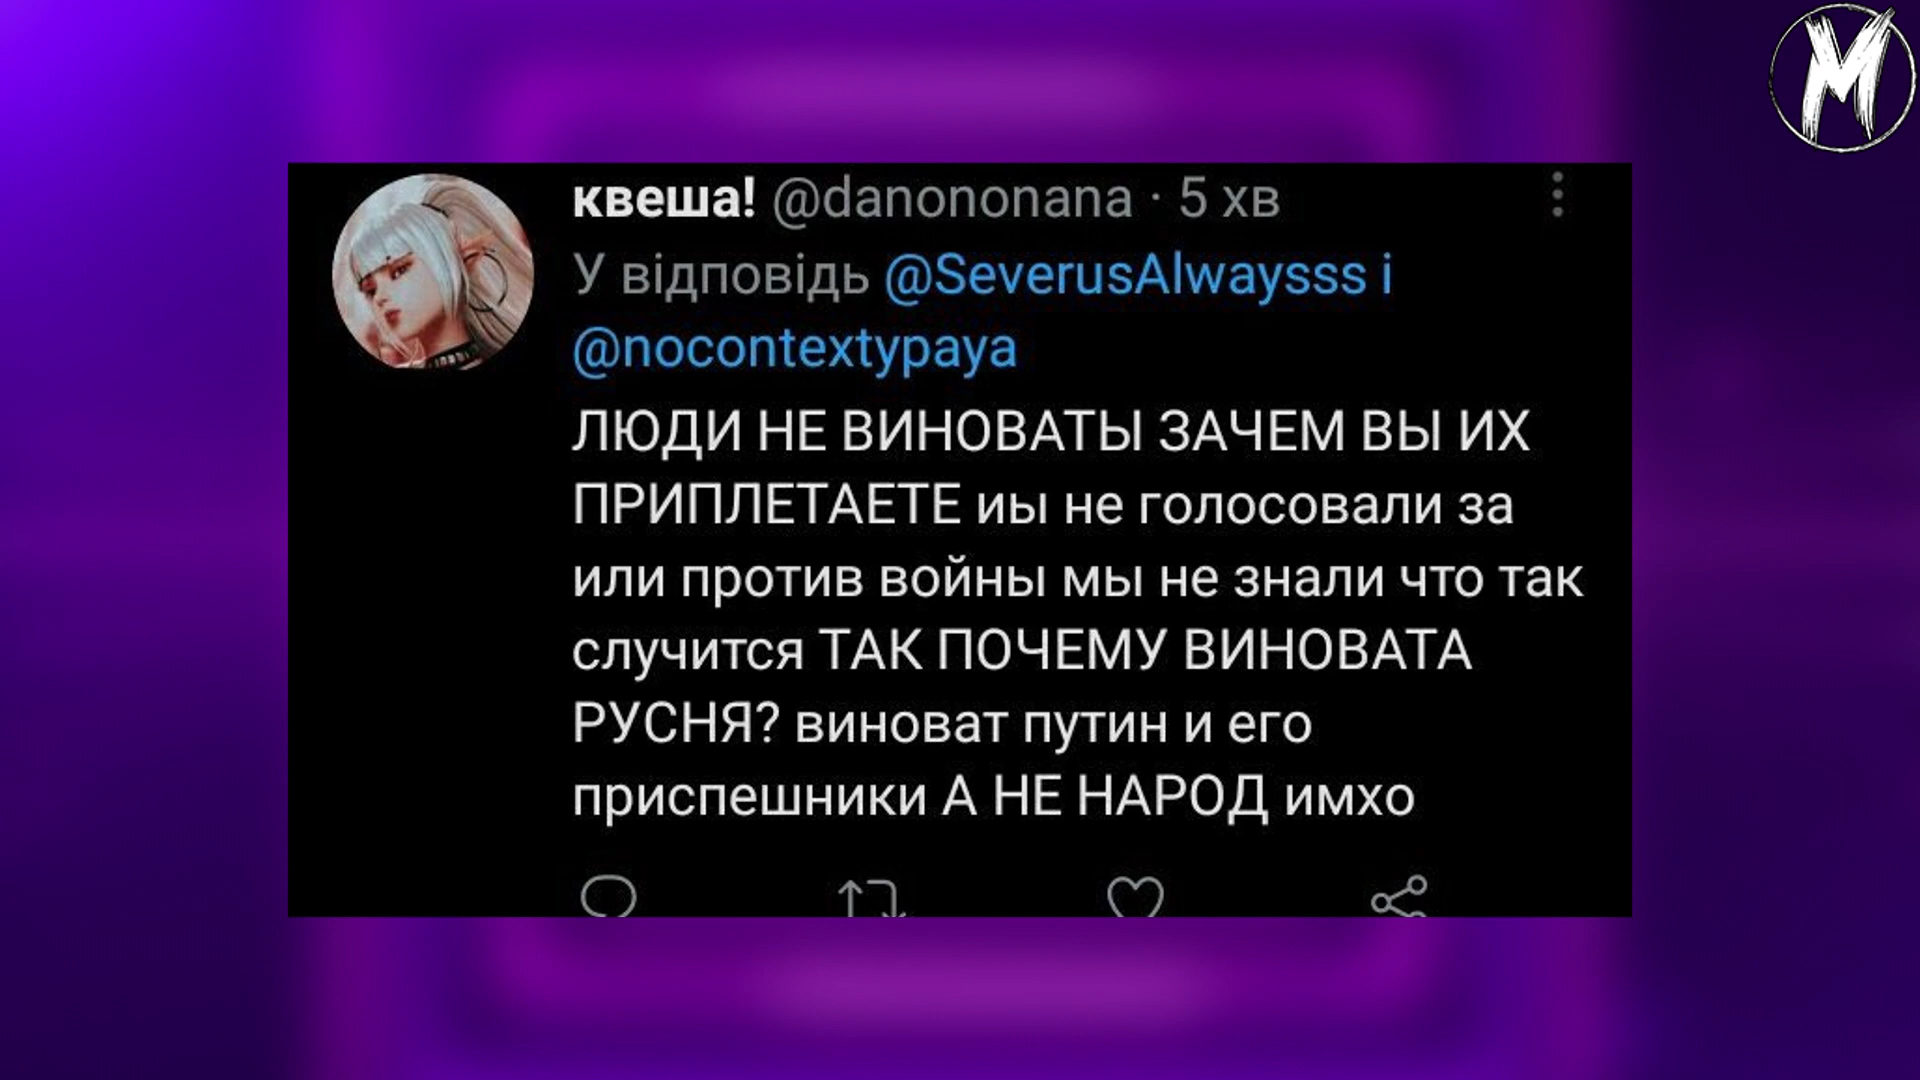 M
квеша! @danononana · 5 хв
У відповідь @SeverusAlwaysss і
@nocontextypaya
ЛЮДИ НЕ ВИНОВАТЫ ЗАЧЕМ ВЫ ИХ
ПРИПЛЕТАЕТЕ иы не голосовали за
или против войны мы не знали что так
случится ТАК ПОЧЕМУ ВИНОВАТА
РУСНЯ? виноват путин и его
приспешники А НЕ НАРОД имхо